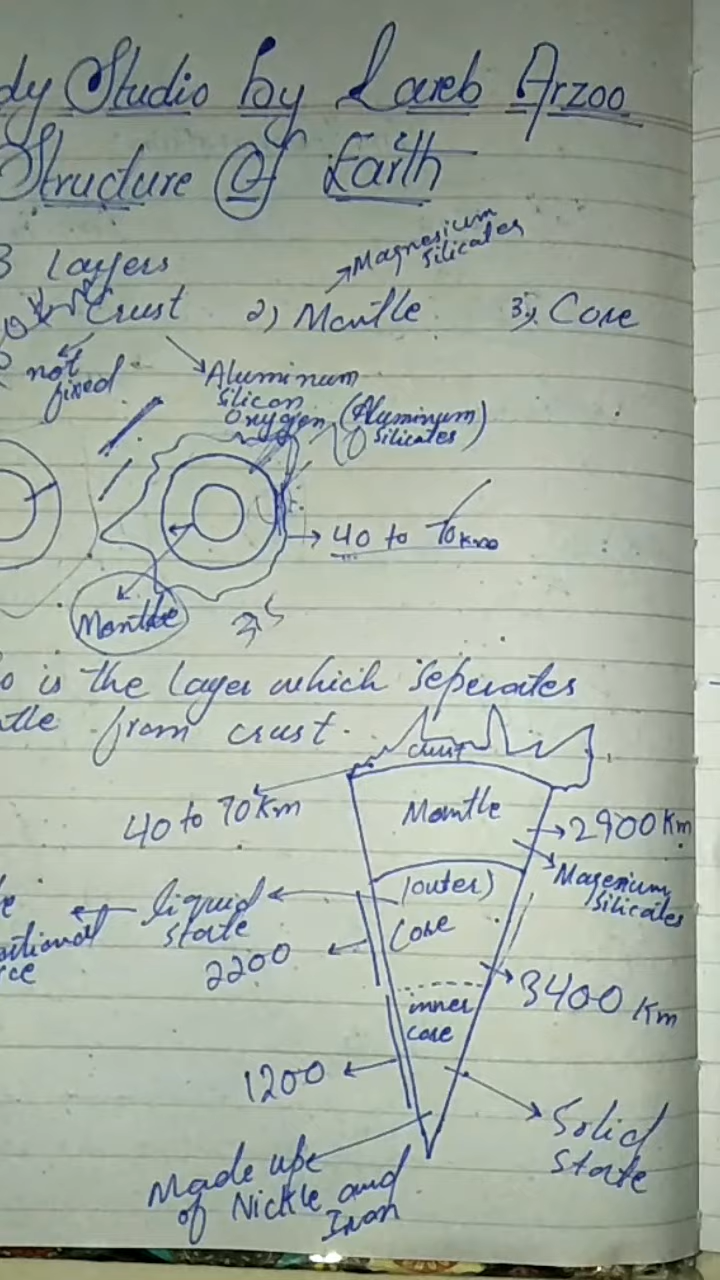 dy Studio by Lareb Arzoo
Structure Of Earth
3 Layers
Magnesium
Silicates
Crust 2) Mantle 3) Core
not
fixed
Aluminum
Silicon
Oxygen (Aluminum)
Silicates)
40 to 70km
Mantle
o is the layer which seperates
tle from crust.
crust
40 to 70km
Mantle
2900 Km
Magenium
Silicates
(outer)
Core
liquid
state
2200
3400 Km
inner
core
1200
Solid
State
Made up
of Nickle and
Iron